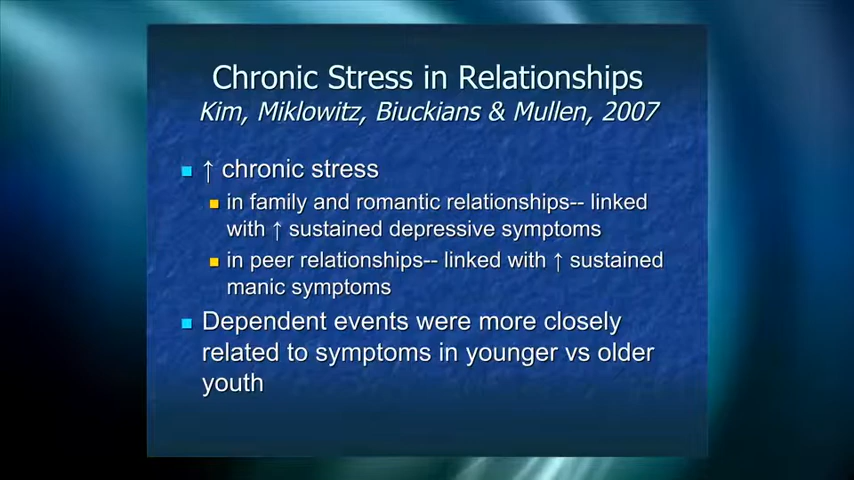 Chronic Stress in Relationships
Kim, Miklowitz, Biuckians & Mullen, 2007
↑ chronic stress
in family and romantic relationships-- linked
with ↑ sustained depressive symptoms
in peer relationships-- linked with ↑ sustained
manic symptoms
Dependent events were more closely
related to symptoms in younger vs older
youth